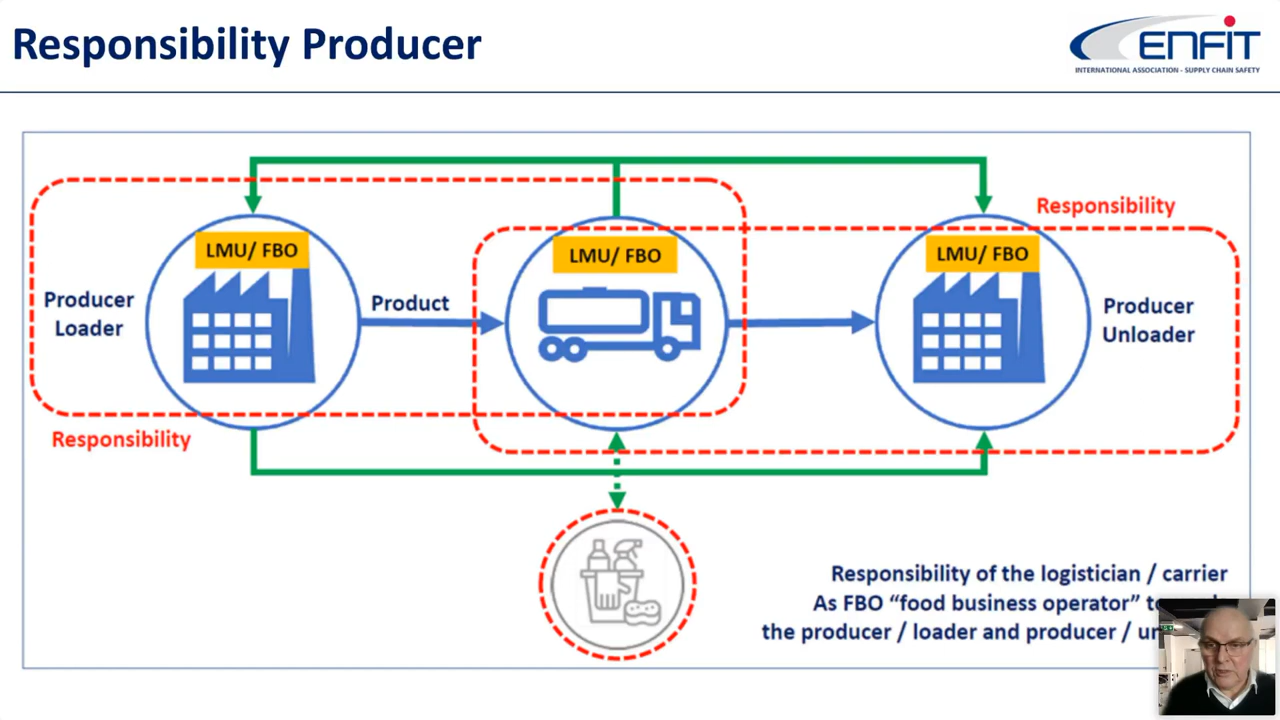 Responsibility Producer
ENFIT
INTERNATIONAL ASSOCIATION - SUPPLY CHAIN SAFETY
Responsibility
LMU/ FBO
LMU/ FBO
LMU/ FBO
Producer
Loader
Product
Producer
Unloader
Responsibility
Responsibility of the logistician / carrier
As FBO “food business operator”
the producer / loader and producer /